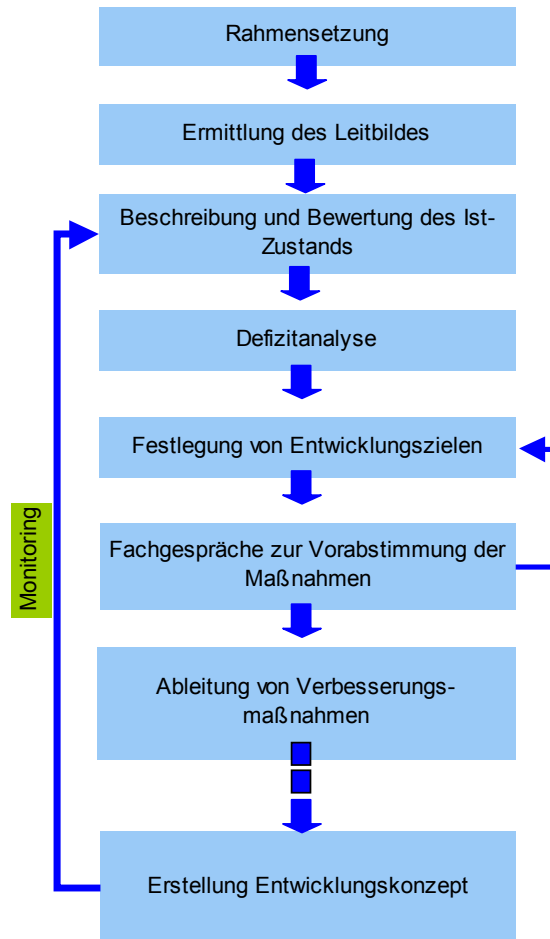 Rahmensetzung
Ermittlung des Leitbildes
Beschreibung und Bewertung des Ist-
Zustands
Defizitanalyse
Festlegung von Entwicklungszielen
Monitoring
Fachgespräche zur Vorabstimmung der
Maßnahmen
Ableitung von Verbesserungs-
maßnahmen
Erstellung Entwicklungskonzept